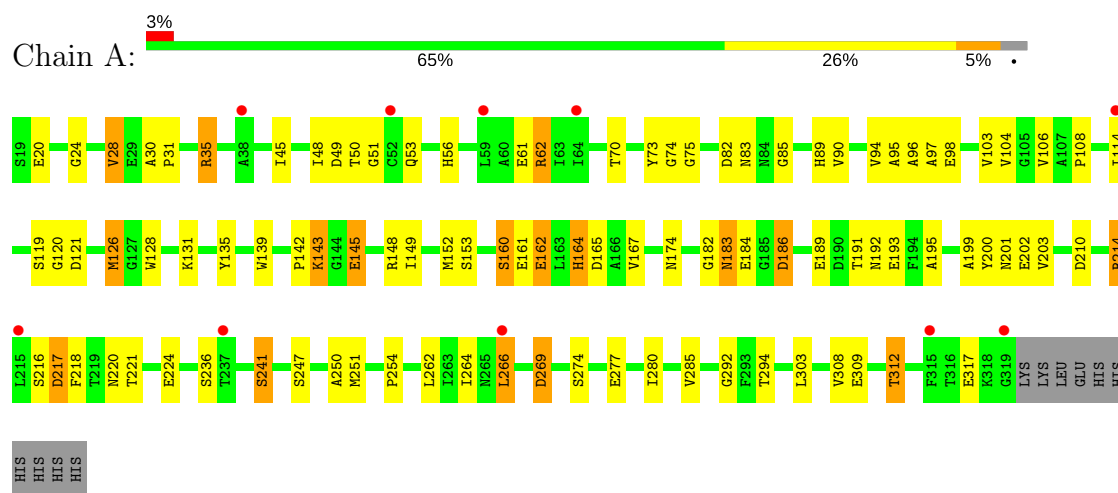 3%
Chain A:
65% 26% 5% •
S19 E20 G24 V28 E29 A30 P31 R35 A38 I45 I48 D49 T50 G51 C52 Q53 H56 L59 A60 E61 R62 I63 I64 T70 Y73 G74 G75 D82 N83 N84 G85 H89 V90 V94 A95 A96 A97 E98 V103 V104 G105 V106 A107 P108 I114
S119 G120 D121 M126 G127 W128 K131 Y135 W139 P142 K143 G144 E145 R148 I149 M152 S153 S160 E161 E162 L163 H164 D165 A166 V167 N174 G182 N183 E184 G185 D186 E189 D190 T191 N192 E193 F194 A195 A199 Y200 N201 E202 V203 D210
L215 S216 D217 F218 T219 N220 T221 E224 S236 T237 S241 S247 A250 M251 P254 L262 I263 I264 N265 L266 D269 S274 E277 I280 V285 G292 F293 T294 L303 V308 E309 T312 F315 T316 E317 K318 G319 LYS LYS LEU GLU HIS HIS
HIS HIS HIS HIS